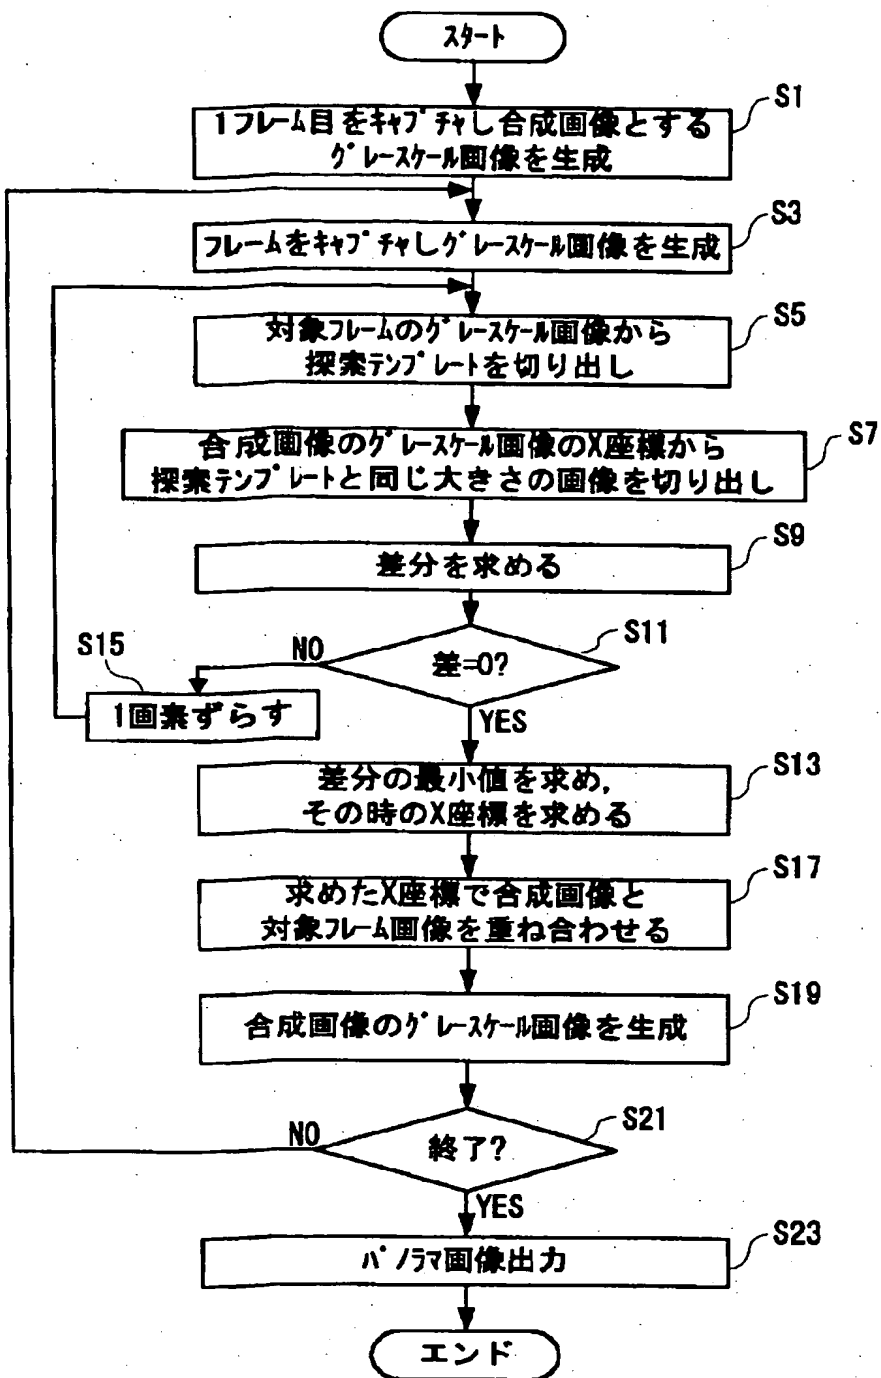 スタート
S1
1フレーム目をキャプチャし合成画像とする
グレースケール画像を生成
S3
フレームをキャプチャしグレースケール画像を生成
S5
対象フレームのグレースケール画像から
探索テンプレートを切り出し
S7
合成画像のグレースケール画像のX座標から
探索テンプレートと同じ大きさの画像を切り出し
S9
差分を求める
S11
差=0?
NO
S15
1画素ずらす
YES
S13
差分の最小値を求め,
その時のX座標を求める
S17
求めたX座標で合成画像と
対象フレーム画像を重ね合わせる
S19
合成画像のグレースケール画像を生成
S21
NO
終了?
YES
S23
パノラマ画像出力
エンド